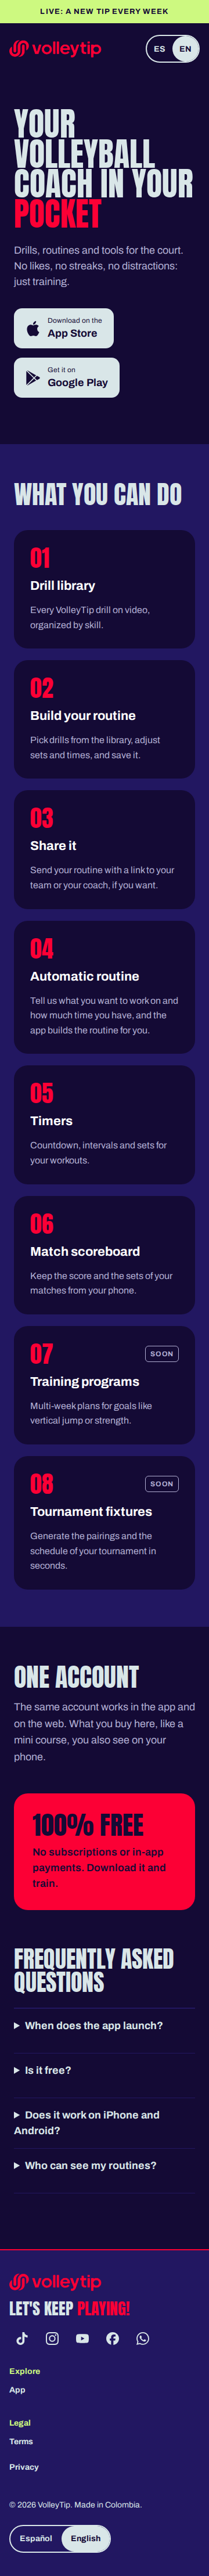 LIVE: A NEW TIP EVERY WEEK
volleytip
ES EN
YOUR
VOLLEYBALL
COACH IN YOUR
POCKET
Drills, routines and tools for the court.
No likes, no streaks, no distractions:
just training.
Download on the
App Store
Get it on
Google Play
WHAT YOU CAN DO
01
Drill library
Every VolleyTip drill on video,
organized by skill.
02
Build your routine
Pick drills from the library, adjust
sets and times, and save it.
03
Share it
Send your routine with a link to your
team or your coach, if you want.
04
Automatic routine
Tell us what you want to work on and
how much time you have, and the
app builds the routine for you.
05
Timers
Countdown, intervals and sets for
your workouts.
06
Match scoreboard
Keep the score and the sets of your
matches from your phone.
07
SOON
Training programs
Multi-week plans for goals like
vertical jump or strength.
08
SOON
Tournament fixtures
Generate the pairings and the
schedule of your tournament in
seconds.
ONE ACCOUNT
The same account works in the app and
on the web. What you buy here, like a
mini course, you also see on your
phone.
100% FREE
No subscriptions or in-app
payments. Download it and
train.
FREQUENTLY ASKED
QUESTIONS
When does the app launch?
Is it free?
Does it work on iPhone and
Android?
Who can see my routines?
volleytip
LET'S KEEP PLAYING!
Explore
App
Legal
Terms
Privacy
© 2026 VolleyTip. Made in Colombia.
Español English